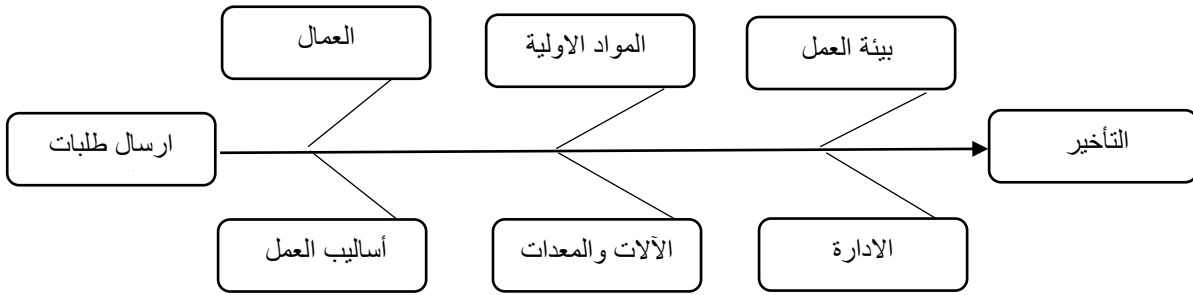 بيئة العمل
المواد الاولية
العمال
التأخير
ارسال طلبات
الادارة
الآلات والمعدات
أساليب العمل